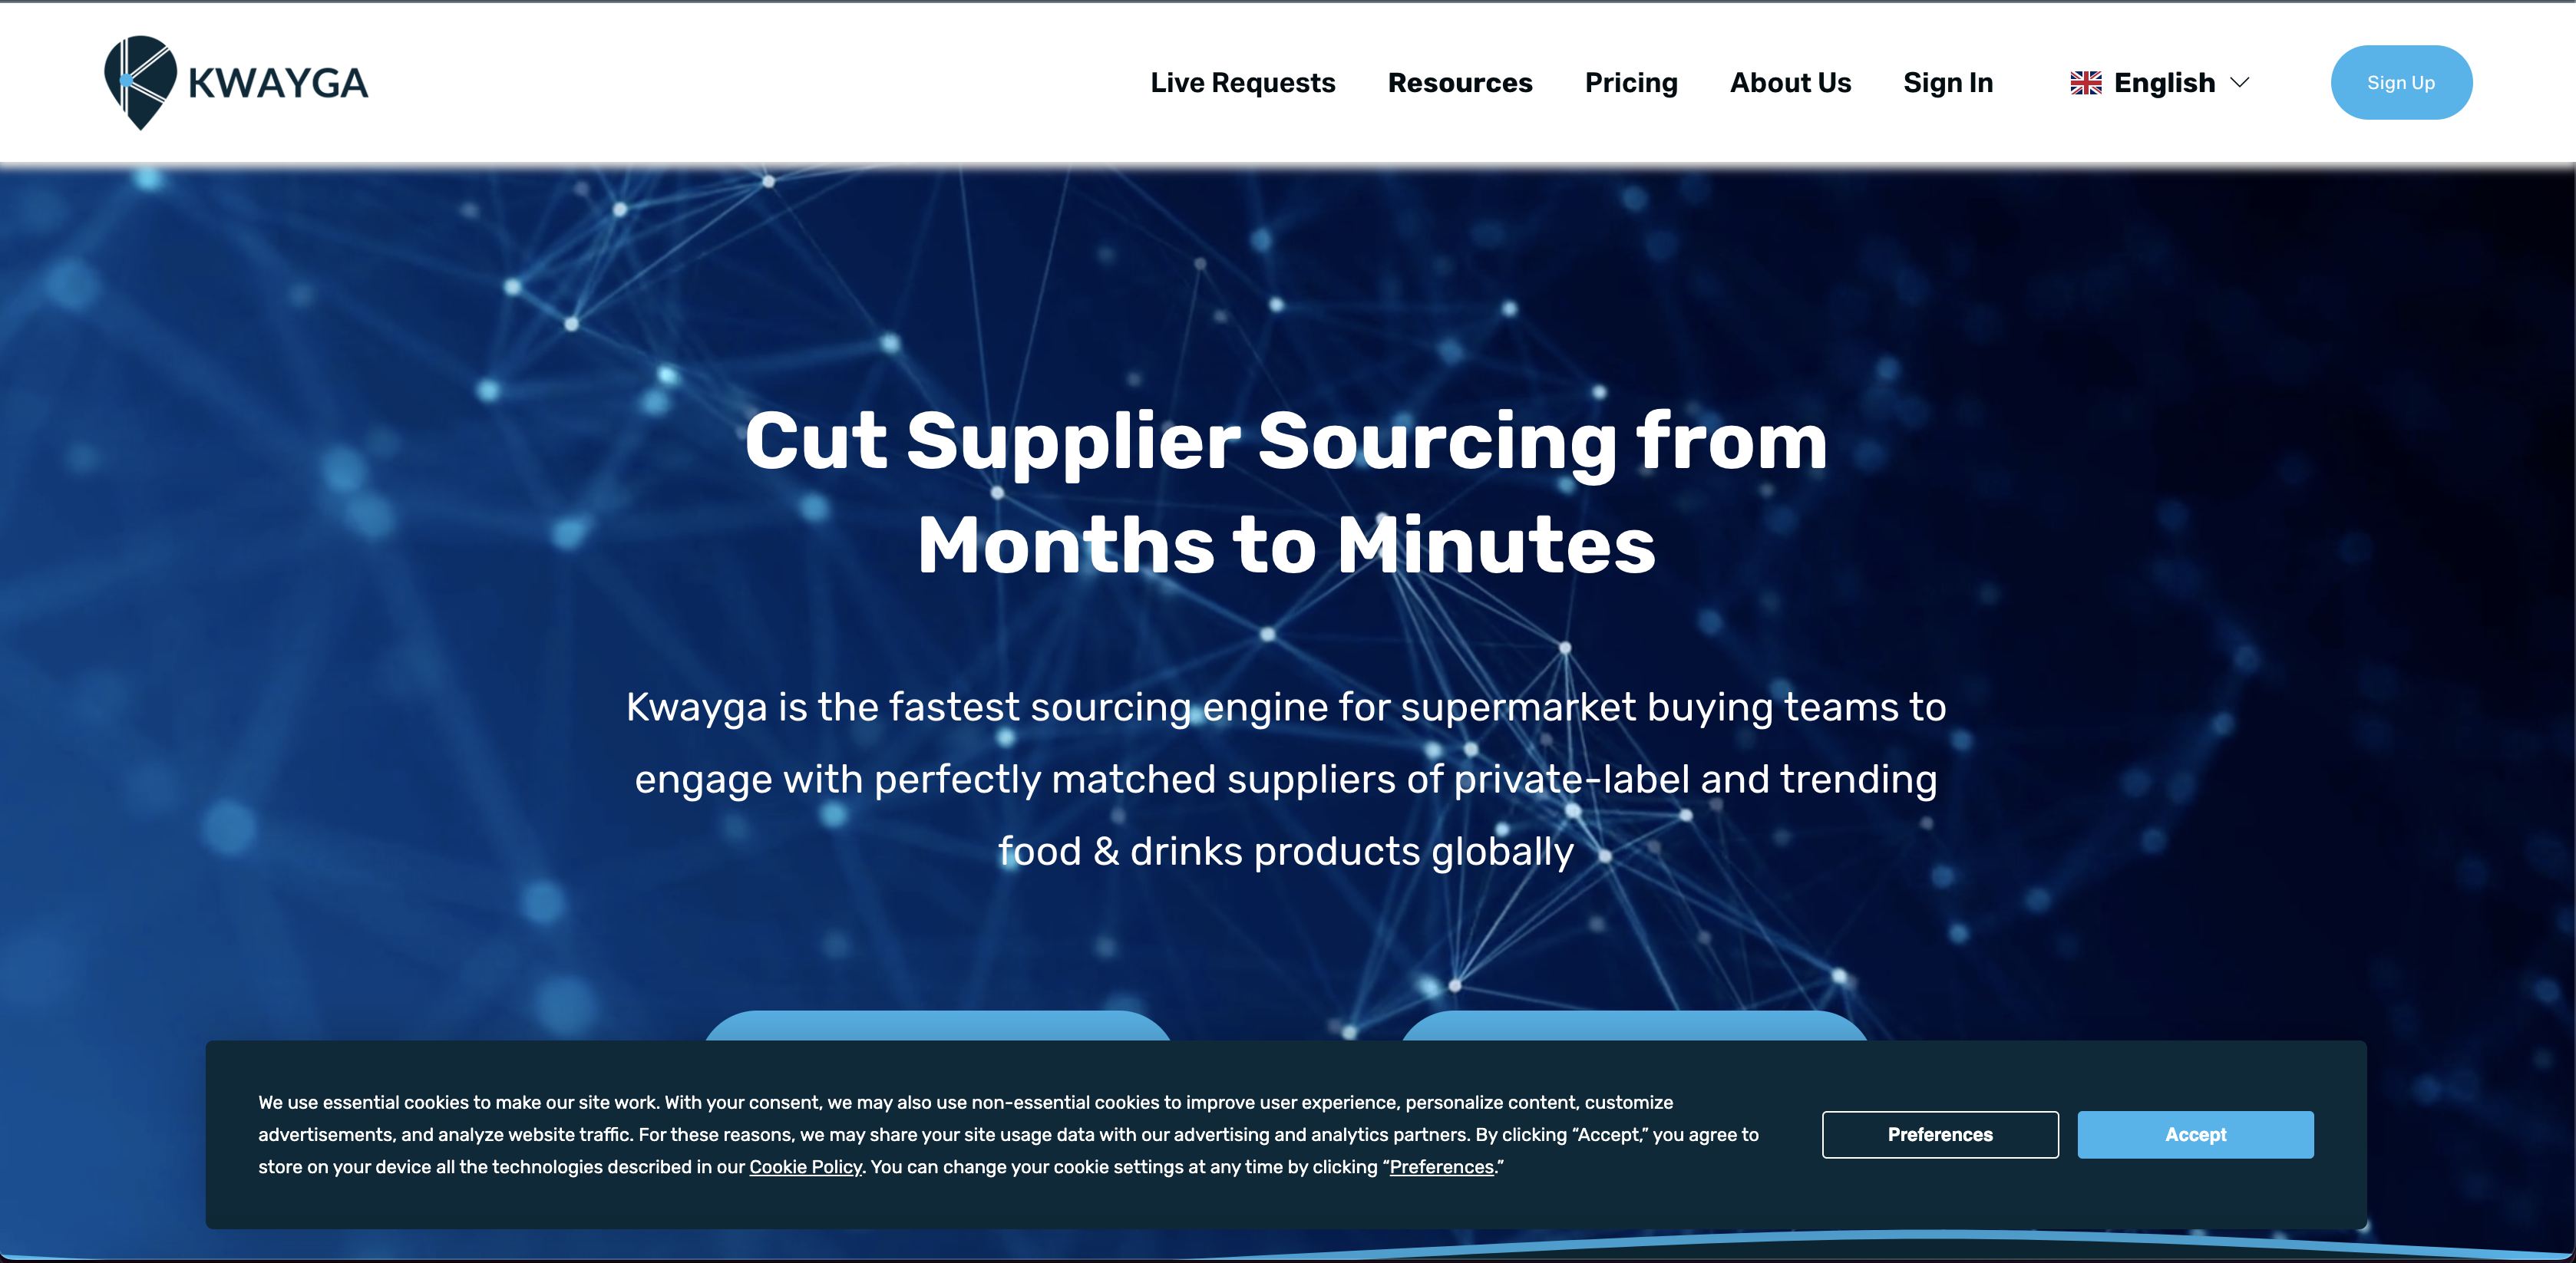 KWAYGA
Live Requests
Resources
Pricing
About Us
Sign In
English
Sign Up
Cut Supplier Sourcing from
Months to Minutes
Kwayga is the fastest sourcing engine for supermarket buying teams to
engage with perfectly matched suppliers of private-label and trending
food & drinks products globally
We use essential cookies to make our site work. With your consent, we may also use non-essential cookies to improve user experience, personalize content, customize
advertisements, and analyze website traffic. For these reasons, we may share your site usage data with our advertising and analytics partners. By clicking “Accept,” you agree to
store on your device all the technologies described in our Cookie Policy. You can change your cookie settings at any time by clicking “Preferences.”
Preferences
Accept